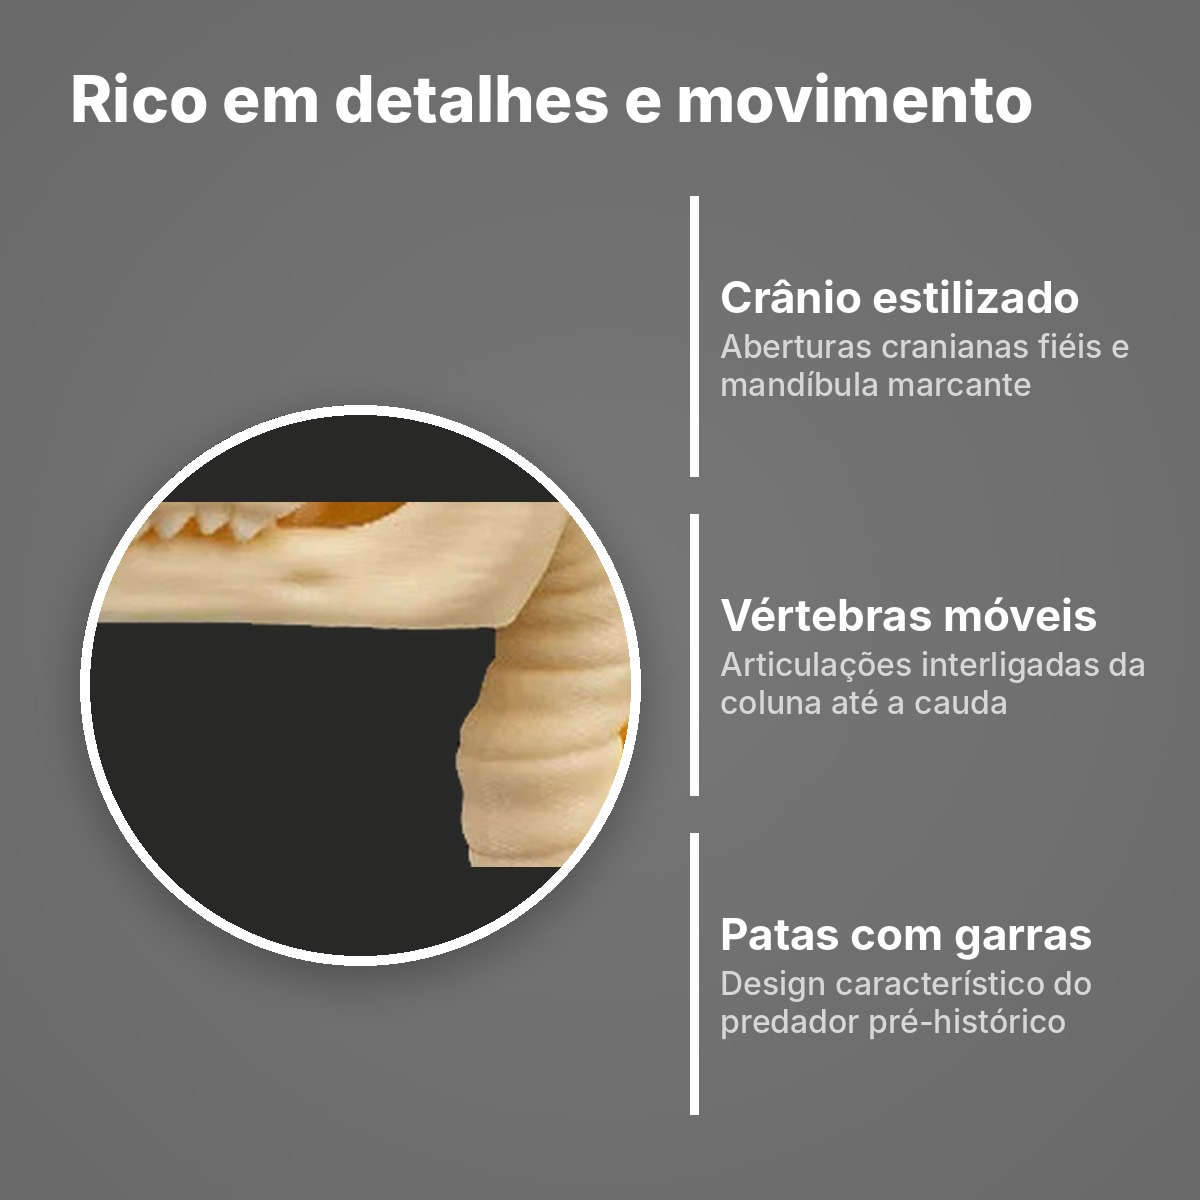 Rico em detalhes e movimento
Crânio estilizado
Aberturas cranianas fiéis e
mandíbula marcante
Vértebras móveis
Articulações interligadas da
coluna até a cauda
Patas com garras
Design característico do
predador pré-histórico